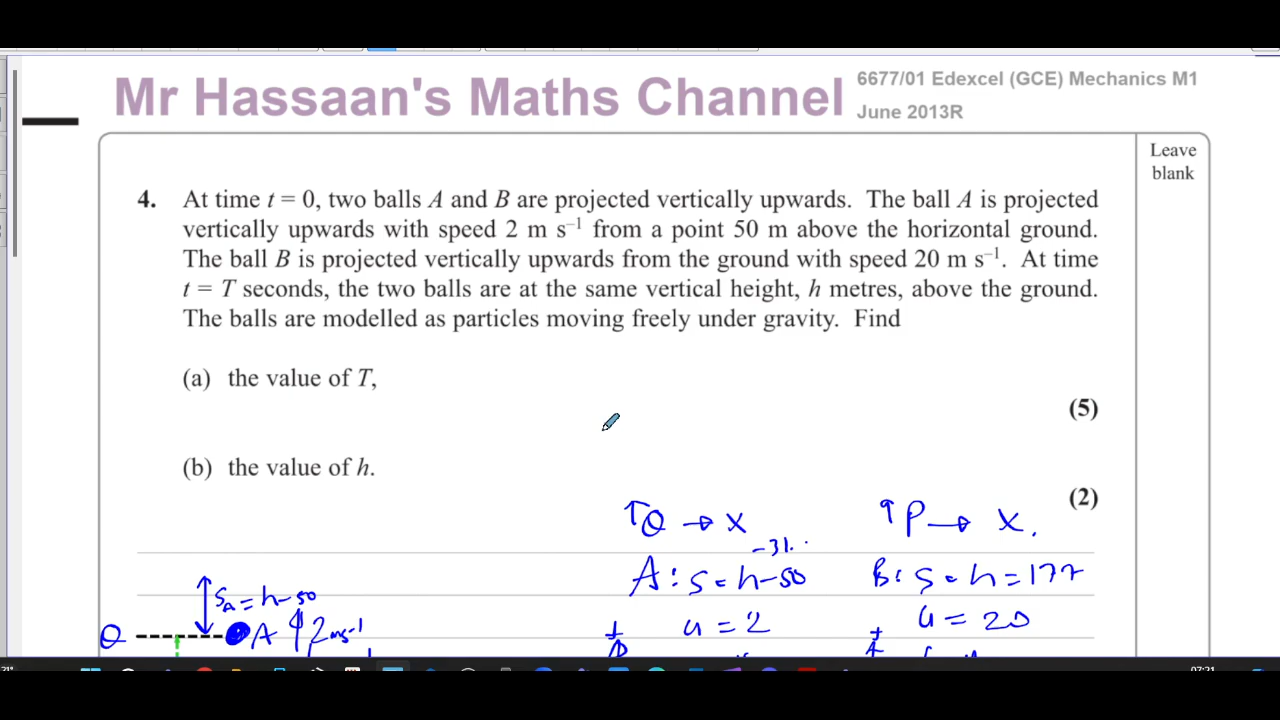 Mr Hassaan's Maths Channel
6677/01 Edexcel (GCE) Mechanics M1
June 2013R
Leave
blank
4. At time t = 0, two balls A and B are projected vertically upwards. The ball A is projected
vertically upwards with speed 2 m s⁻¹ from a point 50 m above the horizontal ground.
The ball B is projected vertically upwards from the ground with speed 20 m s⁻¹. At time
t = T seconds, the two balls are at the same vertical height, h metres, above the ground.
The balls are modelled as particles moving freely under gravity. Find
(a) the value of T,
(5)
(b) the value of h.
(2)
↑Q → X
↑P → X.
-31..
A: s = h-50
B: s = h =
u = 2
u = 20
S_A = h-50
Q
A ↑ 2ms⁻¹
07:21